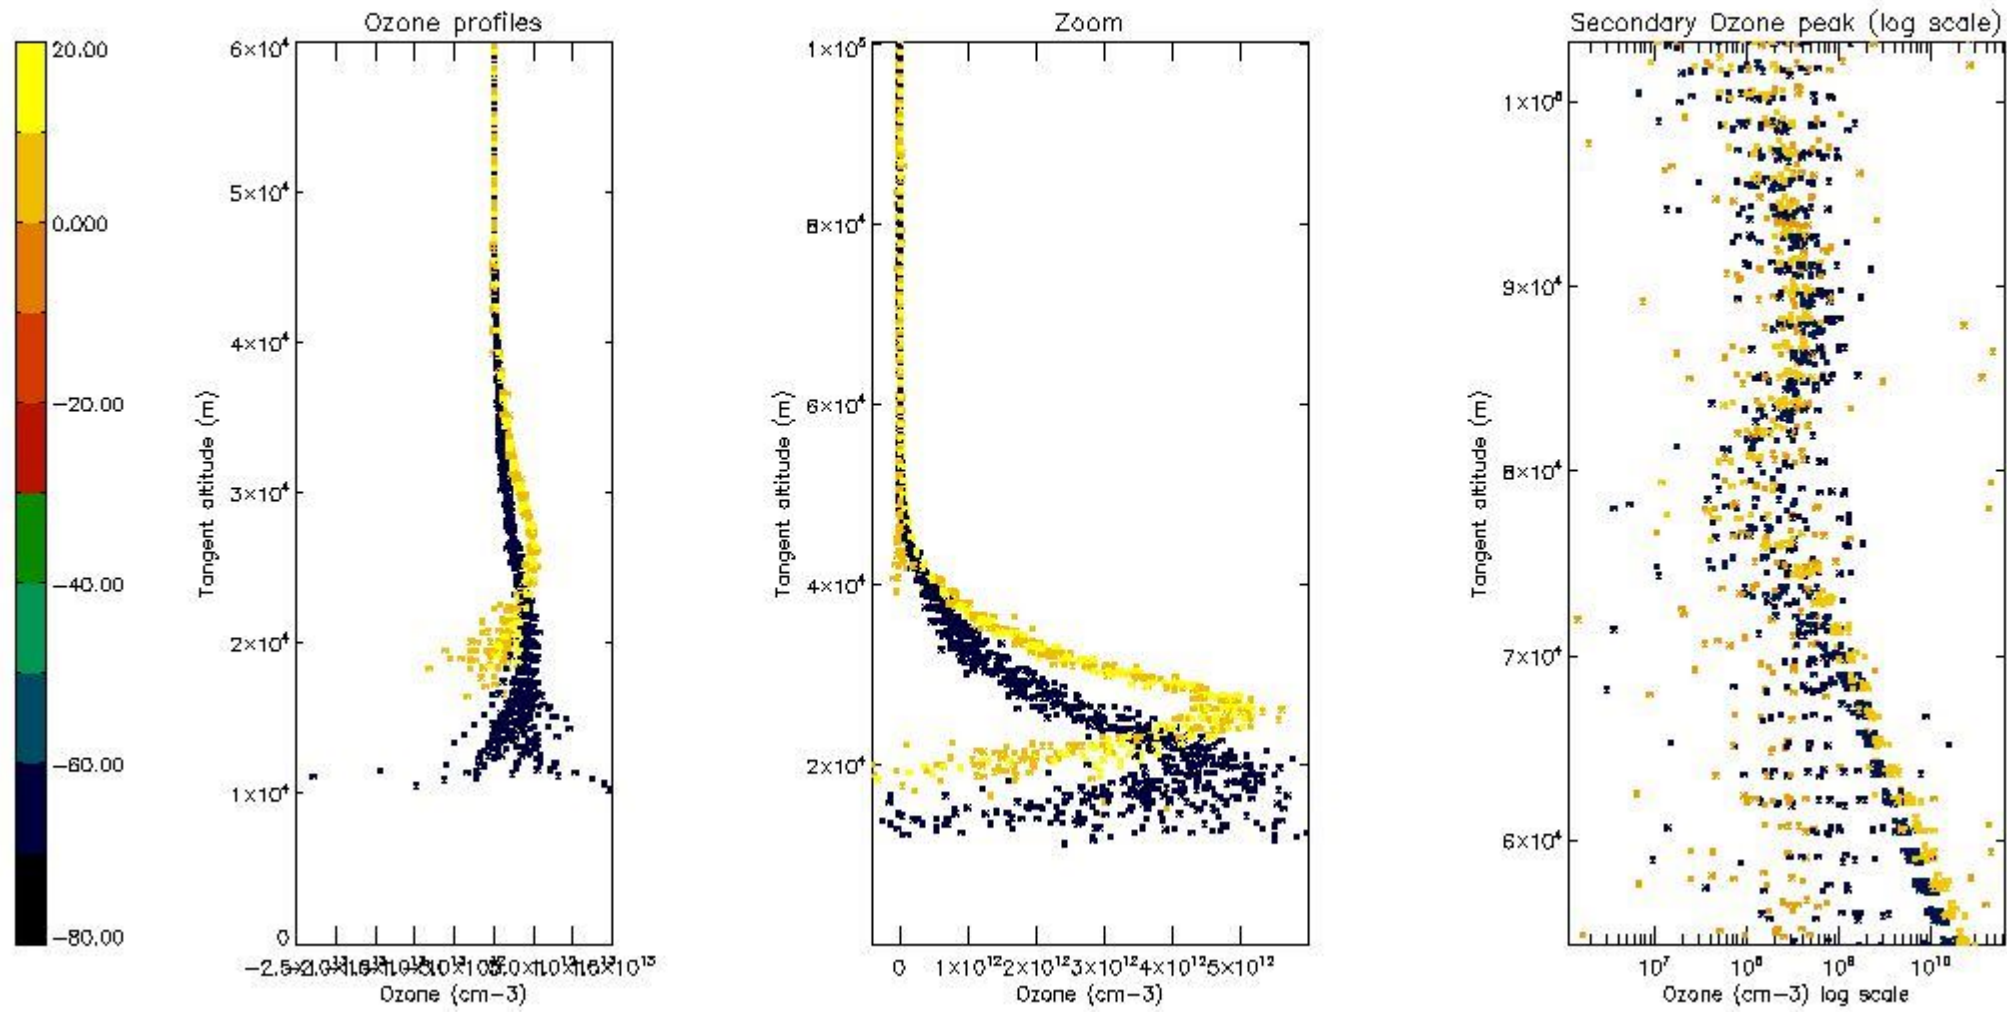 Ozone profiles
Zoom
Secondary Ozone peak (log scale)
20.00
0.000
−20.00
−40.00
−60.00
−80.00
6×10⁴
5×10⁴
4×10⁴
3×10⁴
2×10⁴
1×10⁴
0
Tangent altitude (m)
Ozone (cm−3)
1×10⁵
8×10⁴
6×10⁴
4×10⁴
2×10⁴
Tangent altitude (m)
0 1×10¹² 2×10¹² 3×10¹² 4×10¹² 5×10¹²
Ozone (cm−3)
9×10⁴
8×10⁴
7×10⁴
6×10⁴
Tangent altitude (m)
10⁷ 10⁸ 10⁹ 10¹⁰
Ozone (cm−3) log scale